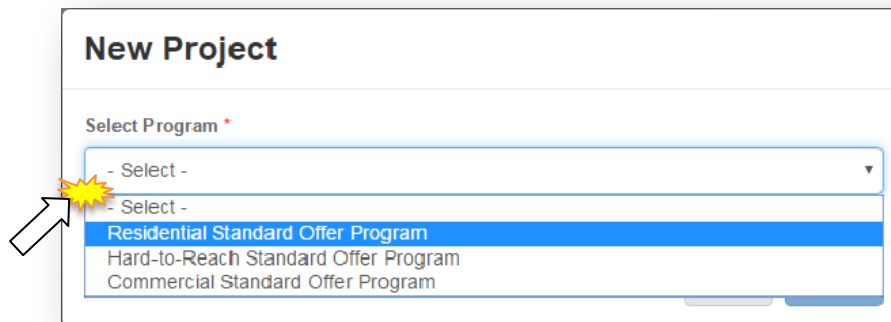 New Project
Select Program *
- Select -
- Select -
Residential Standard Offer Program
Hard-to-Reach Standard Offer Program
Commercial Standard Offer Program